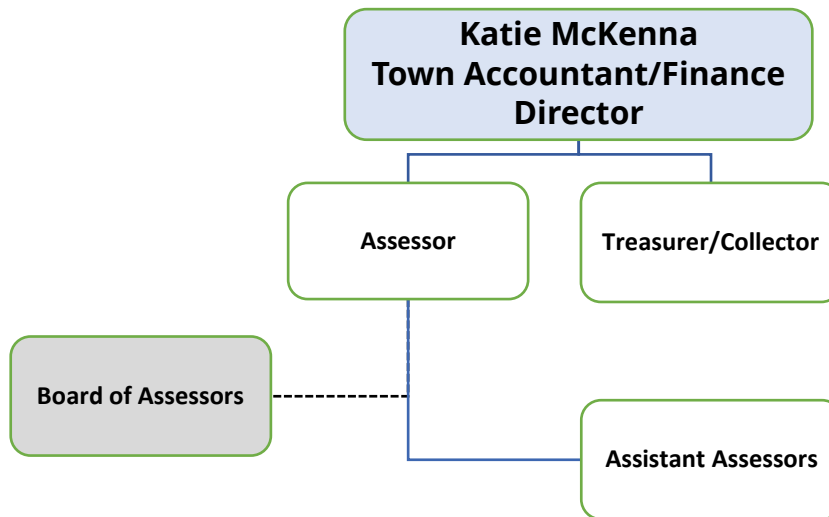 Katie McKenna
Town Accountant/Finance
Director
Assessor
Treasurer/Collector
Board of Assessors
Assistant Assessors